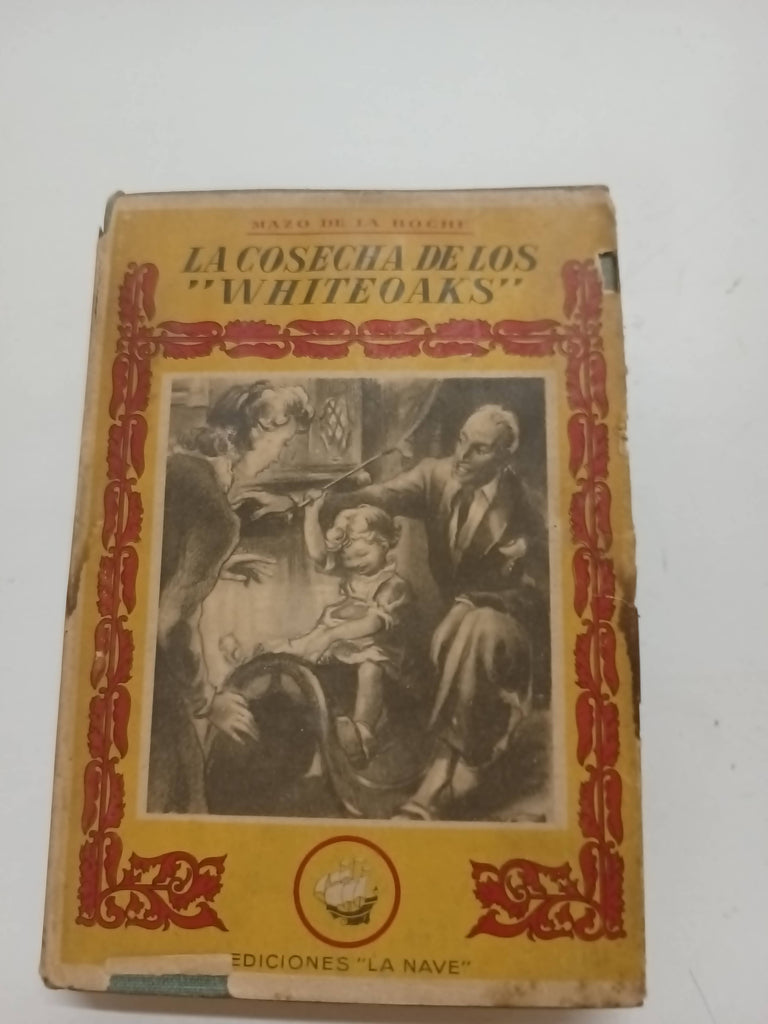 MAZO DE LA ROCHE
LA COSECHA DE LOS
"WHITEOAKS"
EDICIONES "LA NAVE"